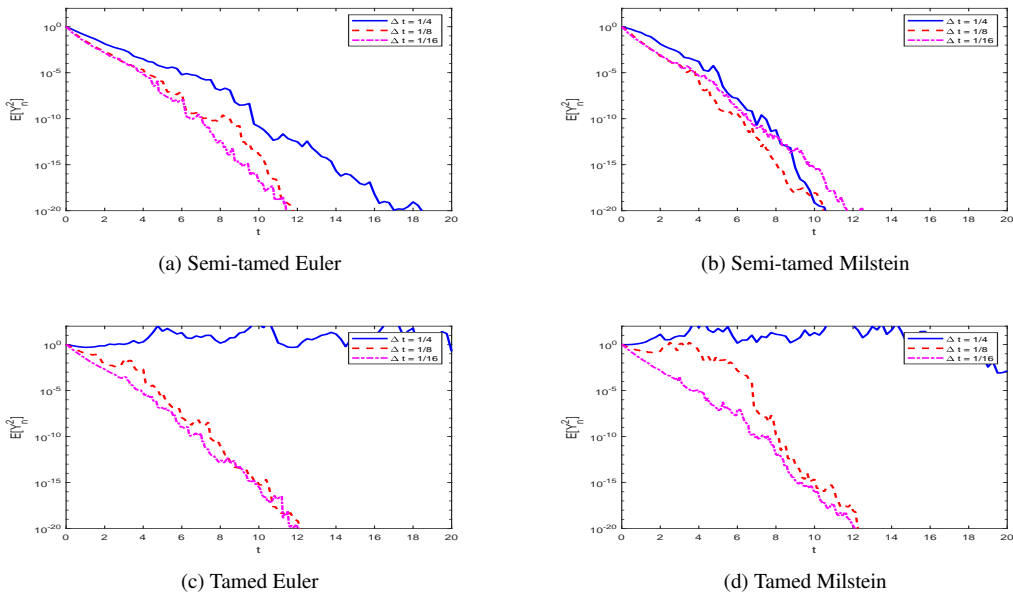 10^0
10^-5
10^-10
10^-15
10^-20
E[Y_n^2]
0 2 4 6 8 10 12 14 16 18 20
t
Δ t = 1/4
Δ t = 1/8
Δ t = 1/16
(a) Semi-tamed Euler
10^0
10^-5
10^-10
10^-15
10^-20
E[Y_n^2]
0 2 4 6 8 10 12 14 16 18 20
t
Δ t = 1/4
Δ t = 1/8
Δ t = 1/16
(b) Semi-tamed Milstein
10^0
10^-5
10^-10
10^-15
10^-20
E[Y_n^2]
0 2 4 6 8 10 12 14 16 18 20
t
Δ t = 1/4
Δ t = 1/8
Δ t = 1/16
(c) Tamed Euler
10^0
10^-5
10^-10
10^-15
10^-20
E[Y_n^2]
0 2 4 6 8 10 12 14 16 18 20
t
Δ t = 1/4
Δ t = 1/8
Δ t = 1/16
(d) Tamed Milstein